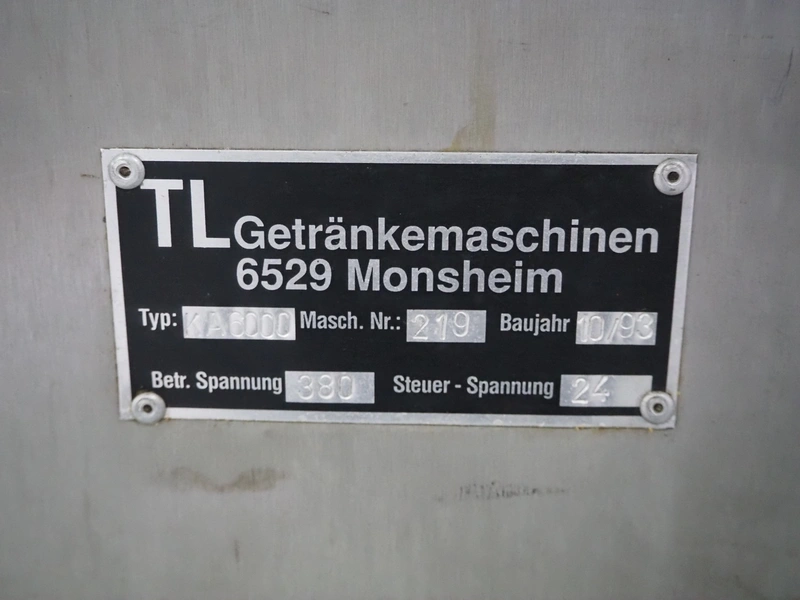 TL Getränkemaschinen
6529 Monsheim
Typ: KA6000 Masch. Nr.: 219 Baujahr 10/93
Betr. Spannung 380 Steuer - Spannung 24